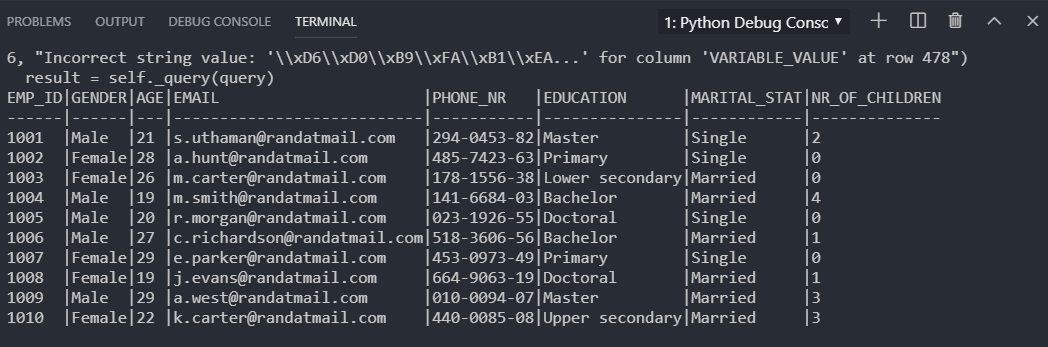 PROBLEMS OUTPUT DEBUG CONSOLE TERMINAL 1: Python Debug Consc
6, "Incorrect string value: '\\xD6\\xD0\\xB9\\xFA\\xB1\\xEA...' for column 'VARIABLE_VALUE' at row 478")
  result = self._query(query)
EMP_ID|GENDER|AGE|EMAIL                      |PHONE_NR   |EDUCATION      |MARITAL_STAT|NR_OF_CHILDREN
------|------|---|---------------------------|-----------|---------------|------------|--------------
1001  |Male  |21 |s.uthaman@randatmail.com   |294-0453-82|Master         |Single      |2
1002  |Female|28 |a.hunt@randatmail.com      |485-7423-63|Primary        |Single      |0
1003  |Female|26 |m.carter@randatmail.com    |178-1556-38|Lower secondary|Married     |0
1004  |Male  |19 |m.smith@randatmail.com     |141-6684-03|Bachelor       |Married     |4
1005  |Male  |20 |r.morgan@randatmail.com    |023-1926-55|Doctoral       |Single      |0
1006  |Male  |27 |c.richardson@randatmail.com|518-3606-56|Bachelor       |Married     |1
1007  |Female|29 |e.parker@randatmail.com    |453-0973-49|Primary        |Single      |0
1008  |Female|19 |j.evans@randatmail.com     |664-9063-19|Doctoral       |Married     |1
1009  |Male  |29 |a.west@randatmail.com      |010-0094-07|Master         |Married     |3
1010  |Female|22 |k.carter@randatmail.com    |440-0085-08|Upper secondary|Married     |3